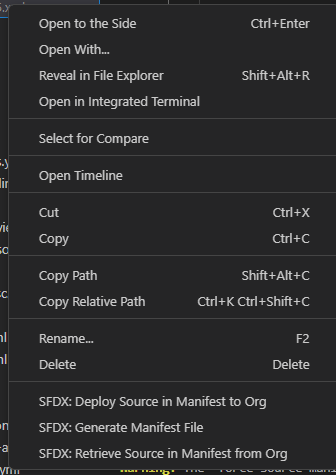 Open to the Side Ctrl+Enter
Open With...
Reveal in File Explorer Shift+Alt+R
Open in Integrated Terminal
Select for Compare
Open Timeline
Cut Ctrl+X
Copy Ctrl+C
Copy Path Shift+Alt+C
Copy Relative Path Ctrl+K Ctrl+Shift+C
Rename... F2
Delete Delete
SFDX: Deploy Source in Manifest to Org
SFDX: Generate Manifest File
SFDX: Retrieve Source in Manifest from Org